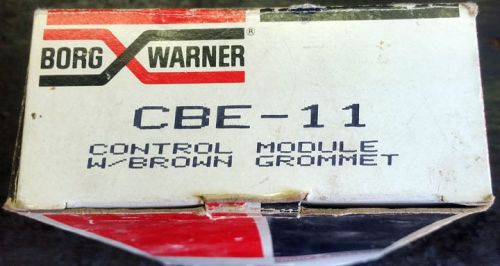 BORG WARNER®
CBE-11
CONTROL MODULE
W/BROWN GROMMET